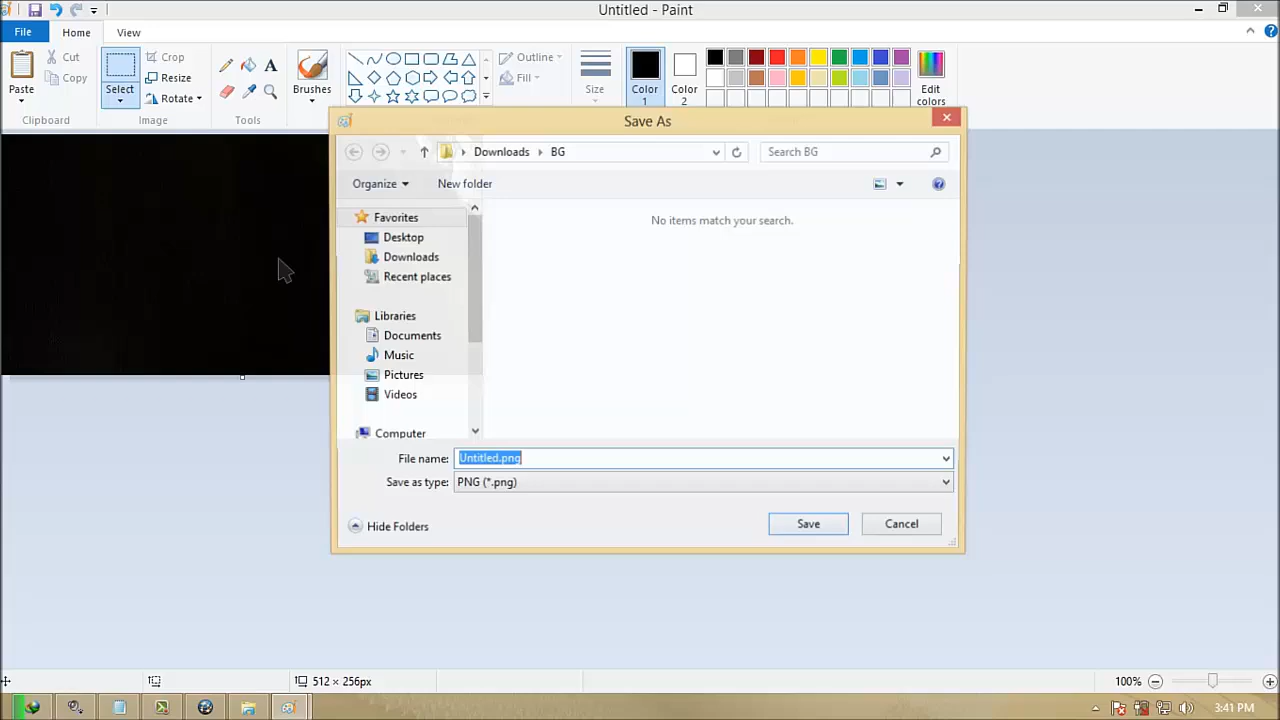 Untitled - Paint
File Home View
Paste
Cut
Copy
Clipboard
Select
Crop
Resize
Rotate
Image
Tools
Brushes
Outline
Fill
Size
Color 1
Color 2
Edit colors
Save As
Downloads BG
Search BG
Organize New folder
Favorites
Desktop
Downloads
Recent places
Libraries
Documents
Music
Pictures
Videos
Computer
No items match your search.
File name: Untitled.png
Save as type: PNG (*.png)
Hide Folders
Save Cancel
512 × 256px
100%
3:41 PM